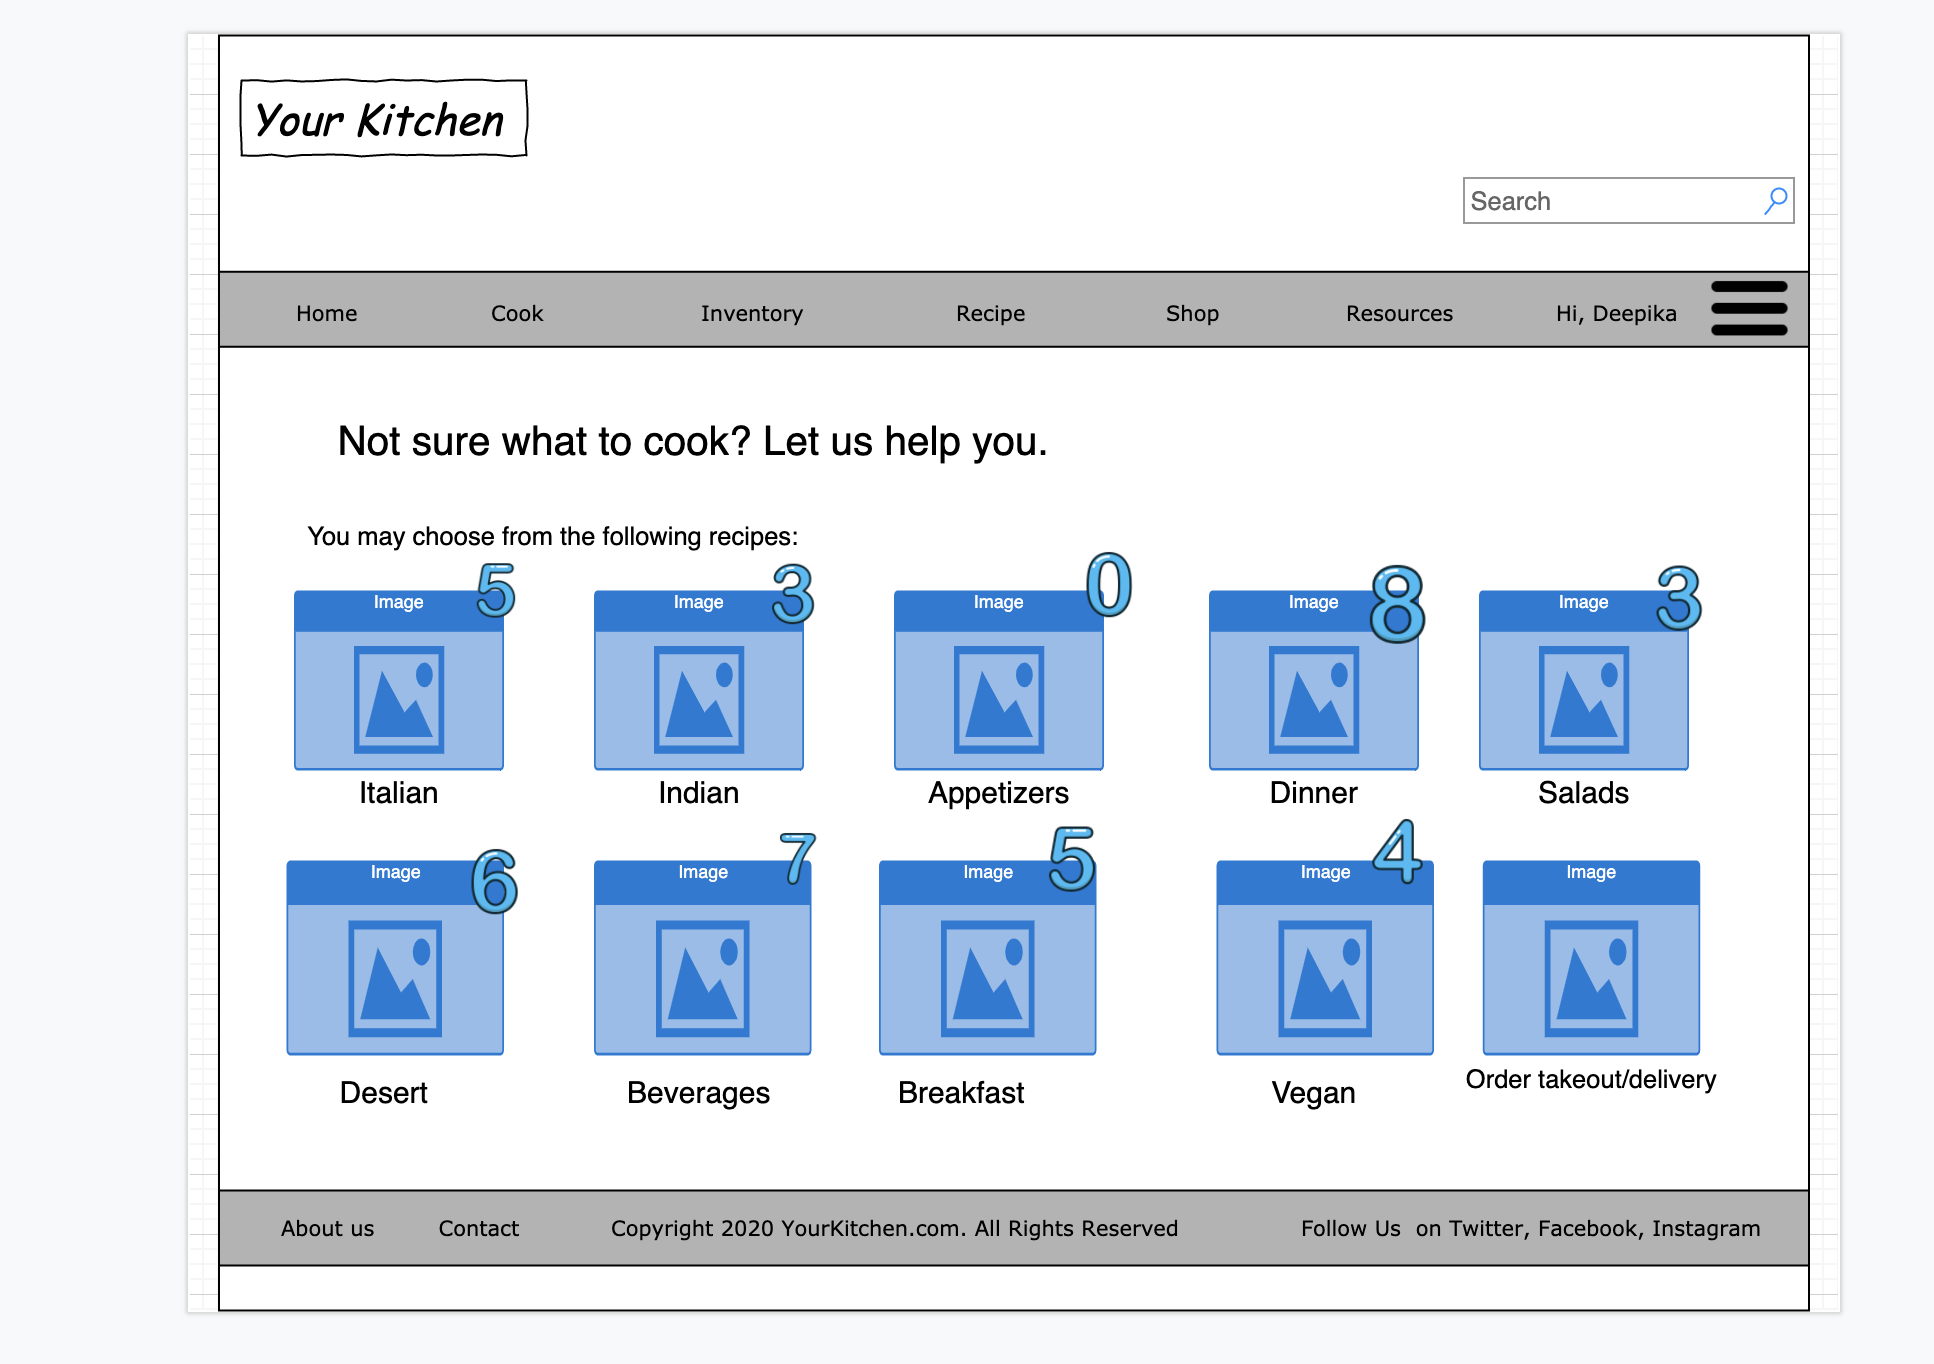 Your Kitchen
Search
Home Cook Inventory Recipe Shop Resources Hi, Deepika
Not sure what to cook? Let us help you.
You may choose from the following recipes:
5 3 0 8 3
Image Image Image Image Image
Italian Indian Appetizers Dinner Salads
6 7 5 4
Image Image Image Image Image
Desert Beverages Breakfast Vegan Order takeout/delivery
About us Contact Copyright 2020 YourKitchen.com. All Rights Reserved Follow Us on Twitter, Facebook, Instagram